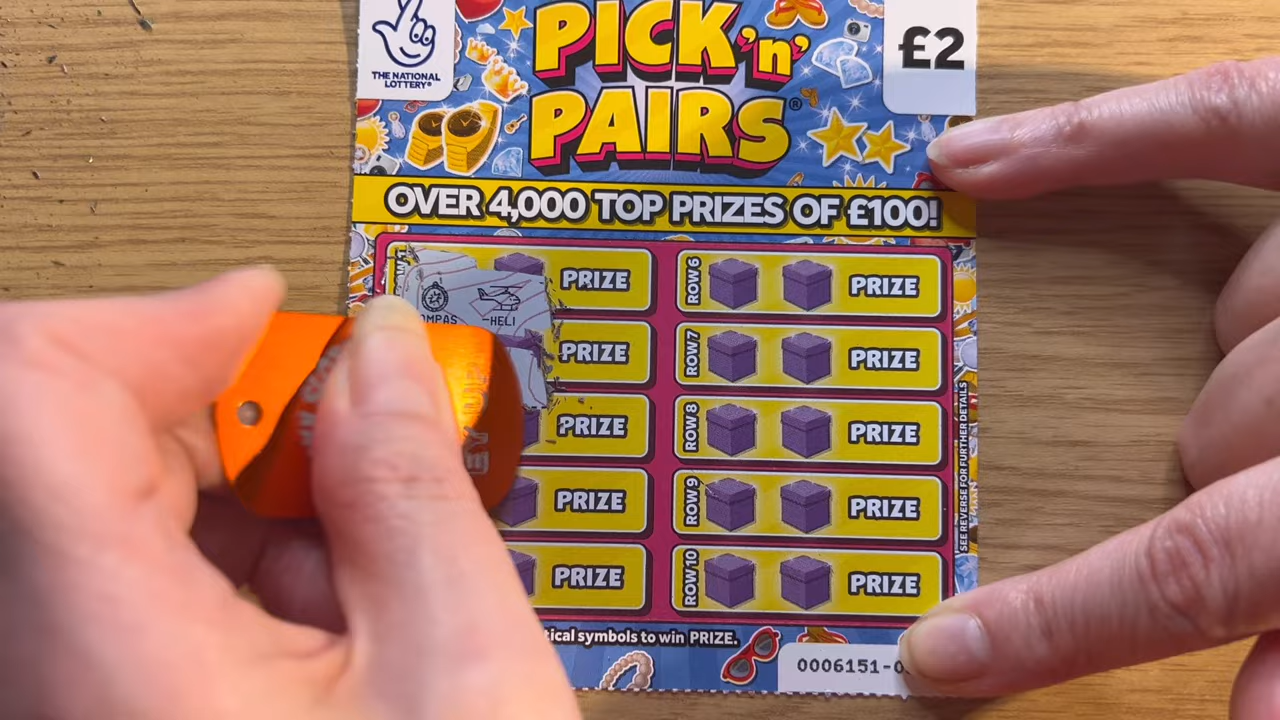 THE NATIONAL
LOTTERY®
PICK 'n'
PAIRS®
£2
OVER 4,000 TOP PRIZES OF £100!
PRIZE
-HELI
PRIZE
PRIZE
PRIZE
PRIZE
ROW 6 PRIZE
ROW 7 PRIZE
ROW 8 PRIZE
ROW 9 PRIZE
ROW 10 PRIZE
SEE REVERSE FOR FURTHER DETAILS
symbols to win PRIZE.
0006151-0